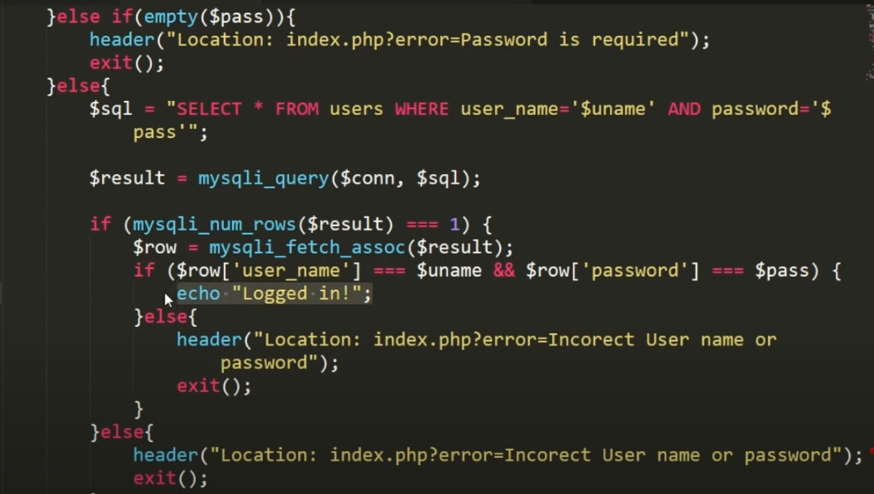 }else if(empty($pass)){
header("Location: index.php?error=Password is required");
exit();
}else{
$sql = "SELECT * FROM users WHERE user_name='$uname' AND password='$
pass'";
$result = mysqli_query($conn, $sql);
if (mysqli_num_rows($result) === 1) {
$row = mysqli_fetch_assoc($result);
if ($row['user_name'] === $uname && $row['password'] === $pass) {
echo "Logged in!";
}else{
header("Location: index.php?error=Incorect User name or
password");
exit();
}
}else{
header("Location: index.php?error=Incorect User name or password");
exit();